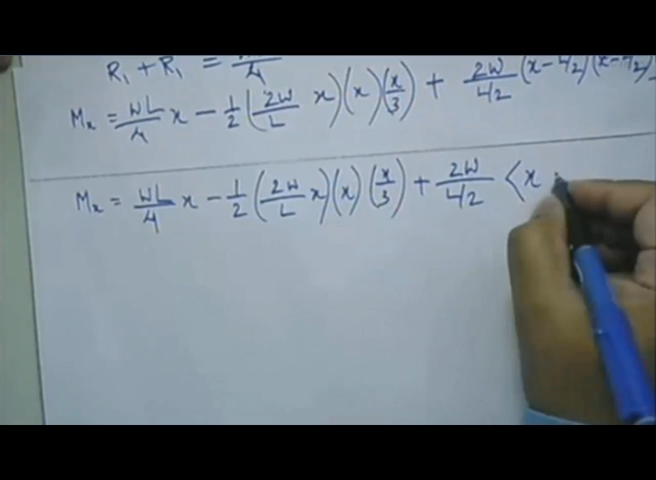 R₁ + R₁ =
Mₓ = WL/4 x − 1/2 (2W/L x)(x)(x/3) + 2W/L/2 (x−L/2)(x−L/2)
Mₓ = WL/4 x − 1/2 (2W/L x)(x)(x/3) + 2W/L/2 ⟨x